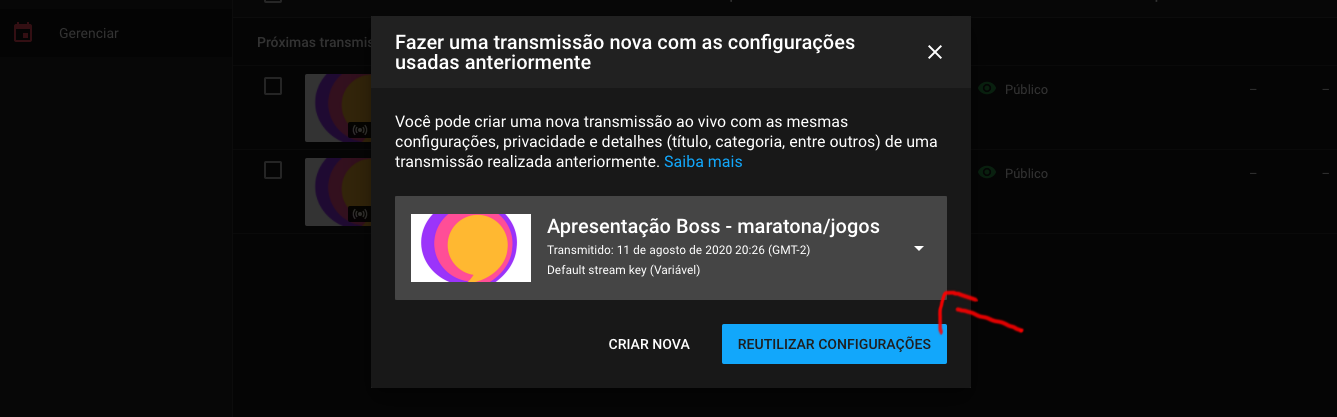 Gerenciar
Próximas transmis
Fazer uma transmissão nova com as configurações
usadas anteriormente
Você pode criar uma nova transmissão ao vivo com as mesmas
configurações, privacidade e detalhes (título, categoria, entre outros) de uma
transmissão realizada anteriormente. Saiba mais
Apresentação Boss - maratona/jogos
Transmitido: 11 de agosto de 2020 20:26 (GMT-2)
Default stream key (Variável)
CRIAR NOVA
REUTILIZAR CONFIGURAÇÕES
Público – –
Público – –